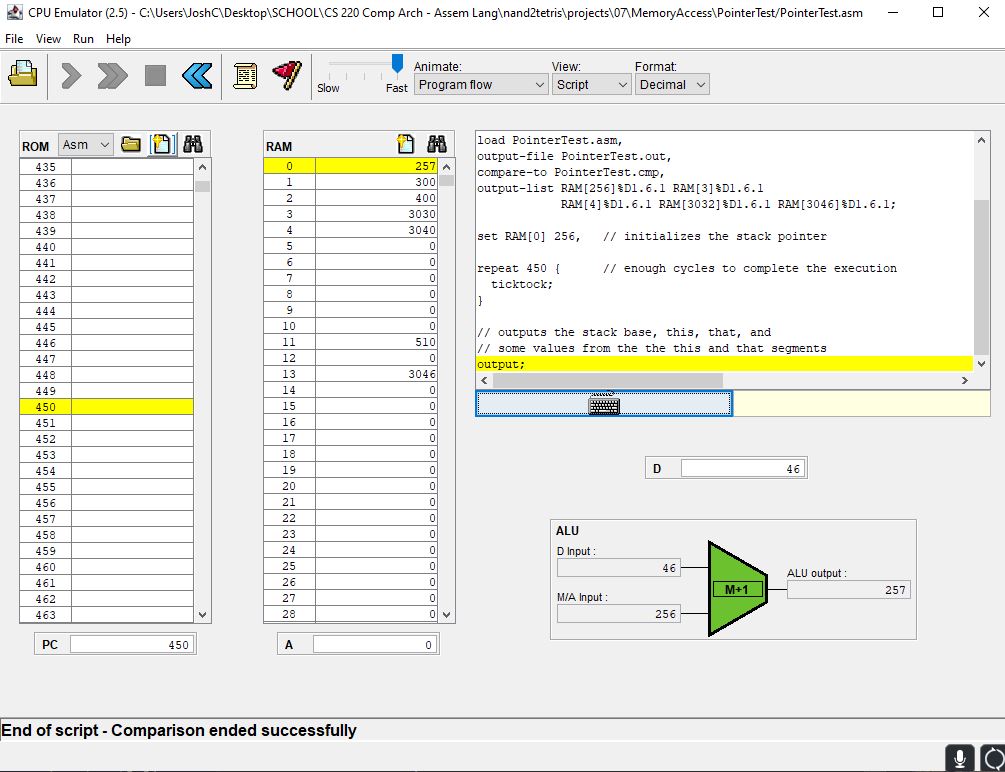 CPU Emulator (2.5) - C:\Users\JoshC\Desktop\SCHOOL\CS 220 Comp Arch - Assem Lang\nand2tetris\projects\07\MemoryAccess\PointerTest/PointerTest.asm
File View Run Help
Slow Fast
Animate:
Program flow
View:
Script
Format:
Decimal
ROM Asm
435
436
437
438
439
440
441
442
443
444
445
446
447
448
449
450
451
452
453
454
455
456
457
458
459
460
461
462
463
PC 450
RAM
0 257
1 300
2 400
3 3030
4 3040
5 0
6 0
7 0
8 0
9 0
10 0
11 510
12 0
13 3046
14 0
15 0
16 0
17 0
18 0
19 0
20 0
21 0
22 0
23 0
24 0
25 0
26 0
27 0
28 0
A 0
load PointerTest.asm,
output-file PointerTest.out,
compare-to PointerTest.cmp,
output-list RAM[256]%D1.6.1 RAM[3]%D1.6.1
RAM[4]%D1.6.1 RAM[3032]%D1.6.1 RAM[3046]%D1.6.1;
set RAM[0] 256, // initializes the stack pointer
repeat 450 { // enough cycles to complete the execution
ticktock;
}
// outputs the stack base, this, that, and
// some values from the the this and that segments
output;
D 46
ALU
D Input :
46
M/A Input :
256
M+1
ALU output :
257
End of script - Comparison ended successfully